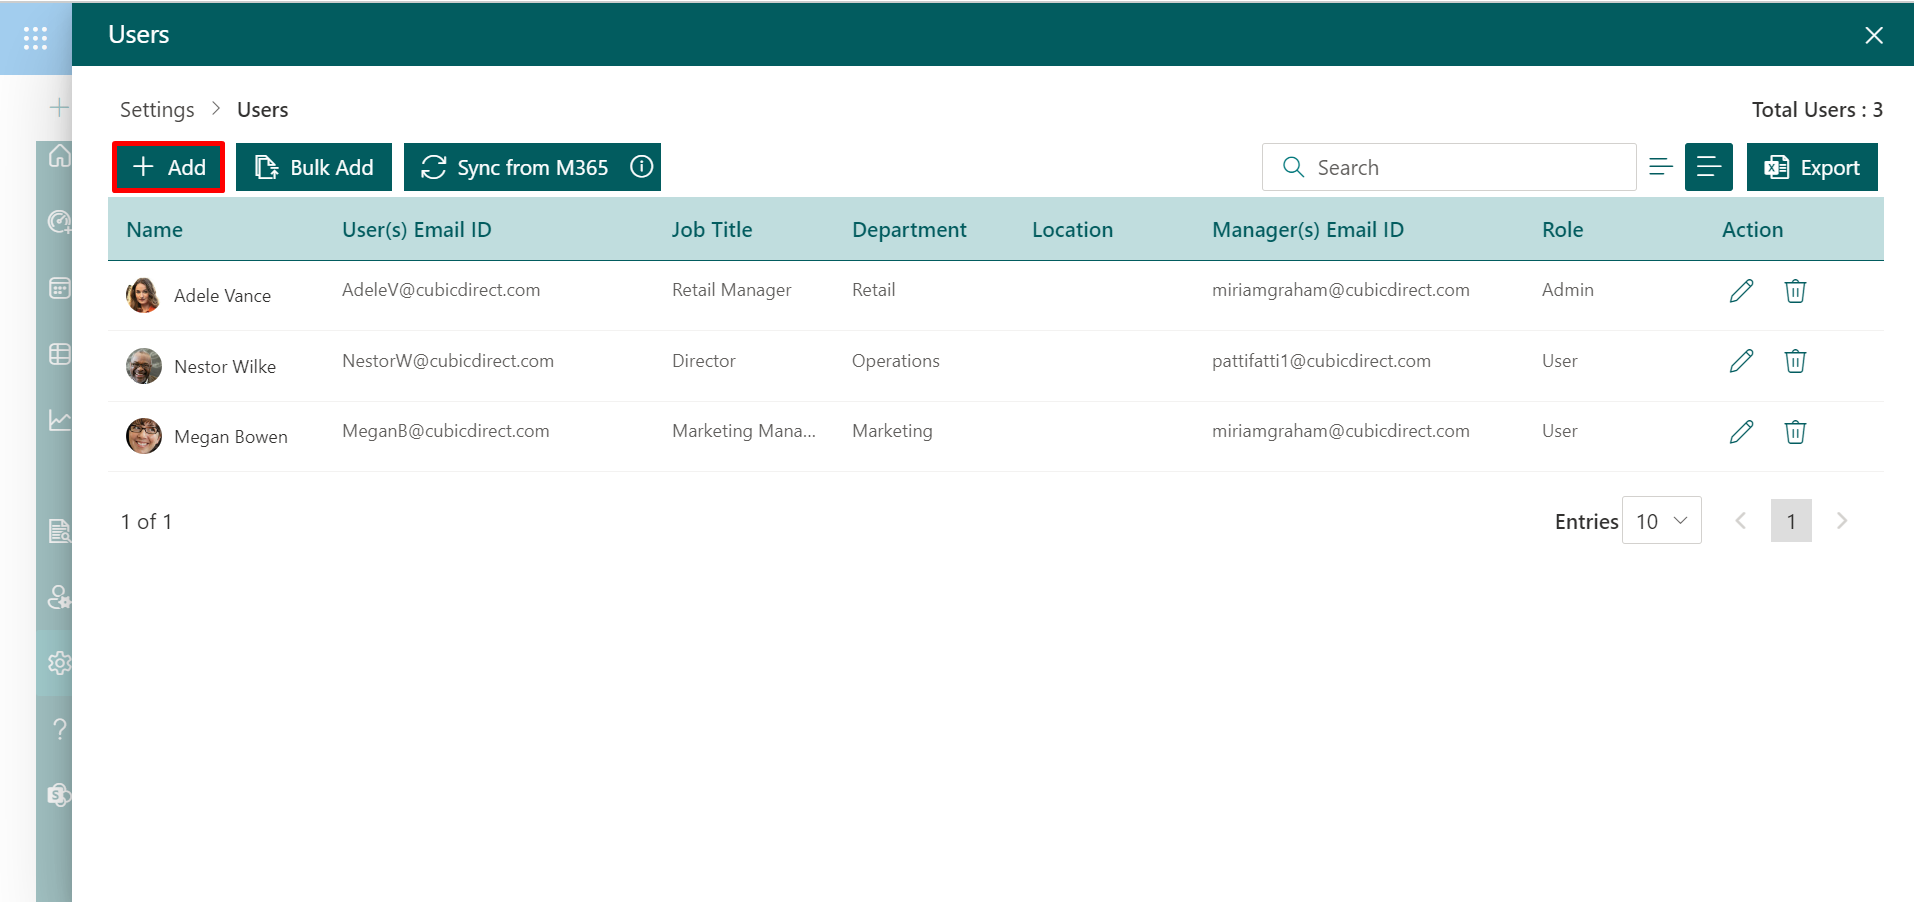 Users
Settings > Users
Total Users : 3
Add
Bulk Add
Sync from M365
Search
Export
Name User(s) Email ID Job Title Department Location Manager(s) Email ID Role Action
Adele Vance AdeleV@cubicdirect.com Retail Manager Retail miriamgraham@cubicdirect.com Admin
Nestor Wilke NestorW@cubicdirect.com Director Operations pattifatti1@cubicdirect.com User
Megan Bowen MeganB@cubicdirect.com Marketing Mana... Marketing miriamgraham@cubicdirect.com User
1 of 1
Entries 10 < 1 >